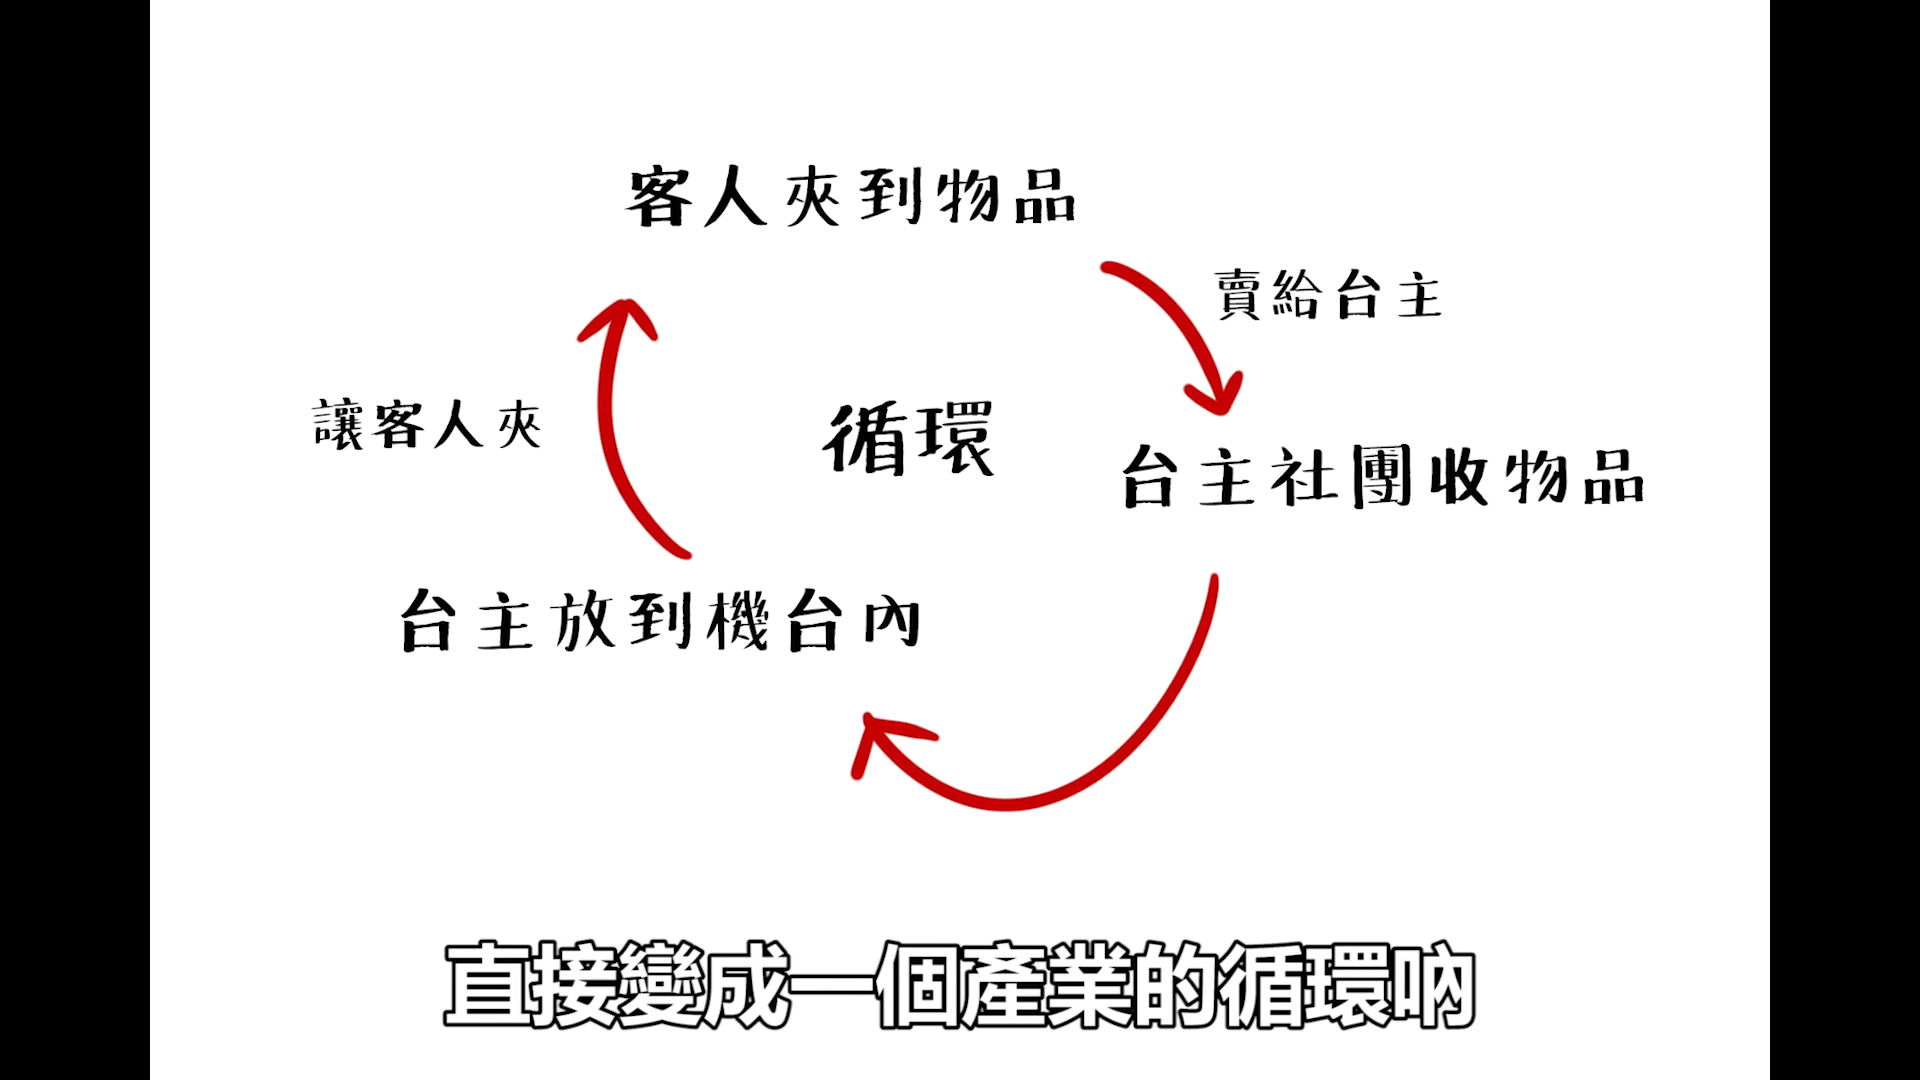 客人夾到物品
賣給台主
讓客人夾
循環
台主社團收物品
台主放到機台內
直接變成一個產業的循環吶